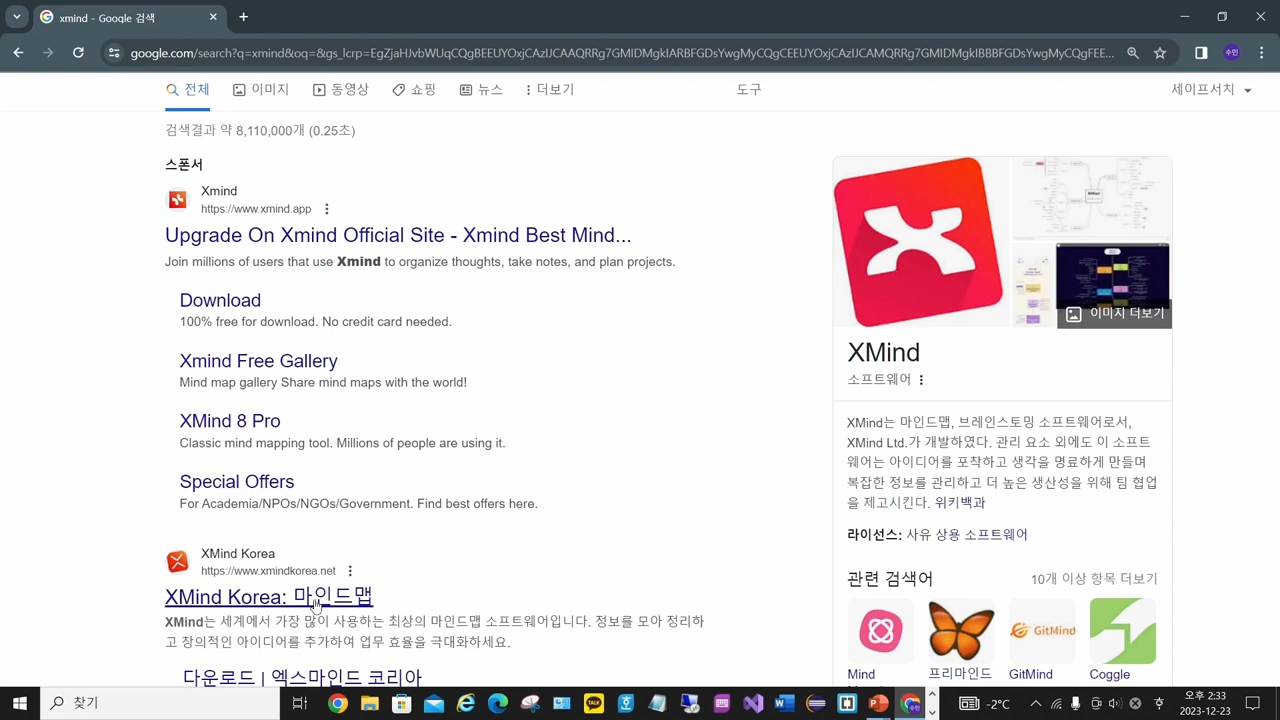 xmind - Google 검색
google.com/search?q=xmind&oq=&gs_lcrp=EgZjaHJvbWUqCQgBFEUYOxjCAzIJCAAQRRg7GMIDMgkIARBFGDsYwgMyCQgCEEUYOxjCAzIJCAMQRRg7GMIDMgkIBBBFGDsYwgMyCQgFEE...
수인
전체 이미지 동영상 쇼핑 뉴스 더보기 도구 세이프서치
검색결과 약 8,110,000개 (0.25초)
스폰서
Xmind
https://www.xmind.app
Upgrade On Xmind Official Site - Xmind Best Mind...
Join millions of users that use Xmind to organize thoughts, take notes, and plan projects.
Download
100% free for download. No credit card needed.
Xmind Free Gallery
Mind map gallery Share mind maps with the world!
XMind 8 Pro
Classic mind mapping tool. Millions of people are using it.
Special Offers
For Academia/NPOs/NGOs/Government. Find best offers here.
XMind Korea
https://www.xmindkorea.net
XMind Korea: 마인드맵
XMind는 세계에서 가장 많이 사용하는 최상의 마인드맵 소프트웨어입니다. 정보를 모아 정리하
고 창의적인 아이디어를 추가하여 업무 효율을 극대화하세요.
다운로드 | 엑스마인드 코리아
이미지 더보기
XMind
소프트웨어
XMind는 마인드맵, 브레인스토밍 소프트웨어로서,
XMind Ltd.가 개발하였다. 관리 요소 외에도 이 소프트
웨어는 아이디어를 포착하고 생각을 명료하게 만들며
복잡한 정보를 관리하고 더 높은 생산성을 위해 팀 협업
을 제고시킨다. 위키백과
라이선스: 사유 상용 소프트웨어
관련 검색어 10개 이상 항목 더보기
GitMind
Mind 프리마인드 GitMind Coggle
찾기
TALK
-2°C
오후 2:33
2023-12-23